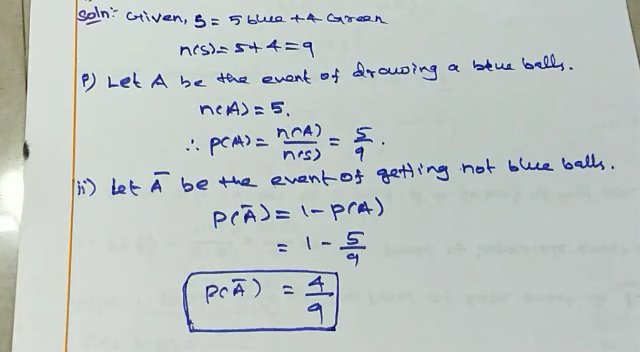 Soln:- Given, S = 5 blue + 4 Green
n(S) = 5 + 4 = 9
i) Let A be the event of drawing a blue balls.
n(A) = 5.
∴ P(A) = n(A)/n(S) = 5/9.
ii) Let Ā be the event of getting not blue balls.
P(Ā) = 1 - P(A)
= 1 - 5/9
P(Ā) = 4/9